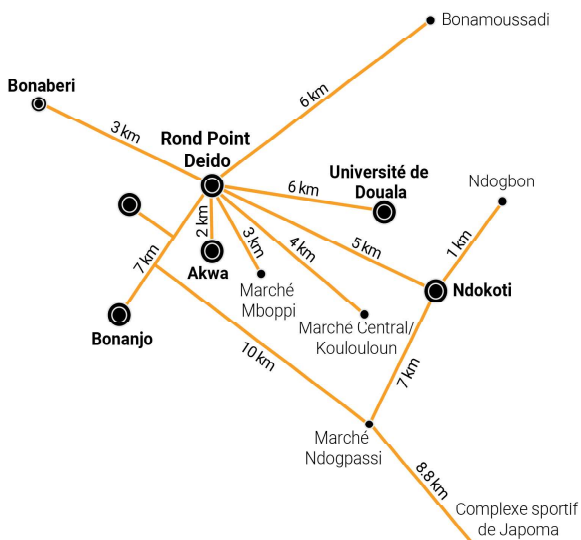 Bonamoussadi
Bonaberi
6 km
3 km
Rond Point
Deido
Université de
Douala
6 km
Ndogbon
2 km
3 km
4 km
5 km
1 km
7 km
Akwa
Marché
Mboppi
Ndokoti
Bonanjo
Marché Central/
Koulouloun
10 km
7 km
Marché
Ndogpassi
8.8 km
Complexe sportif
de Japoma